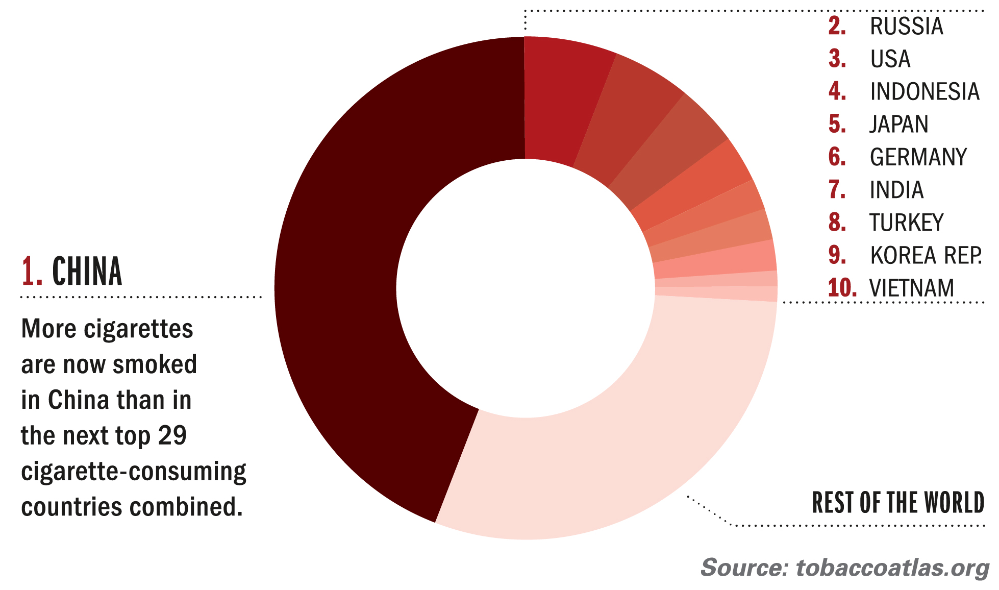 1. CHINA
More cigarettes
are now smoked
in China than in
the next top 29
cigarette-consuming
countries combined.
2. RUSSIA
3. USA
4. INDONESIA
5. JAPAN
6. GERMANY
7. INDIA
8. TURKEY
9. KOREA REP.
10. VIETNAM
REST OF THE WORLD
Source: tobaccoatlas.org